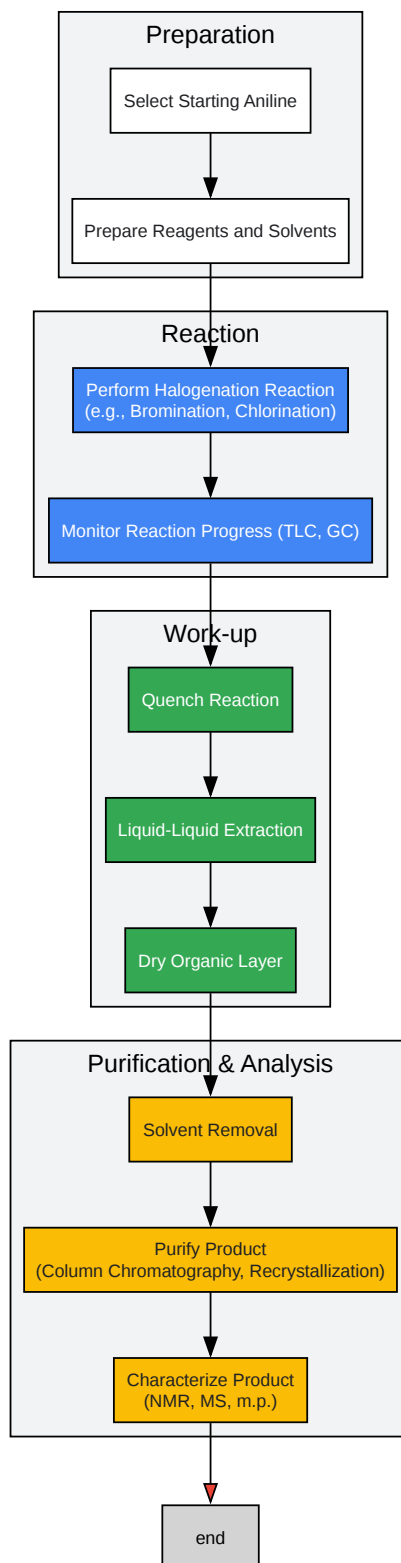 Preparation
Select Starting Aniline
Prepare Reagents and Solvents
Reaction
Perform Halogenation Reaction
(e.g., Bromination, Chlorination)
Monitor Reaction Progress (TLC, GC)
Work-up
Quench Reaction
Liquid-Liquid Extraction
Dry Organic Layer
Purification & Analysis
Solvent Removal
Purify Product
(Column Chromatography, Recrystallization)
Characterize Product
(NMR, MS, m.p.)
end